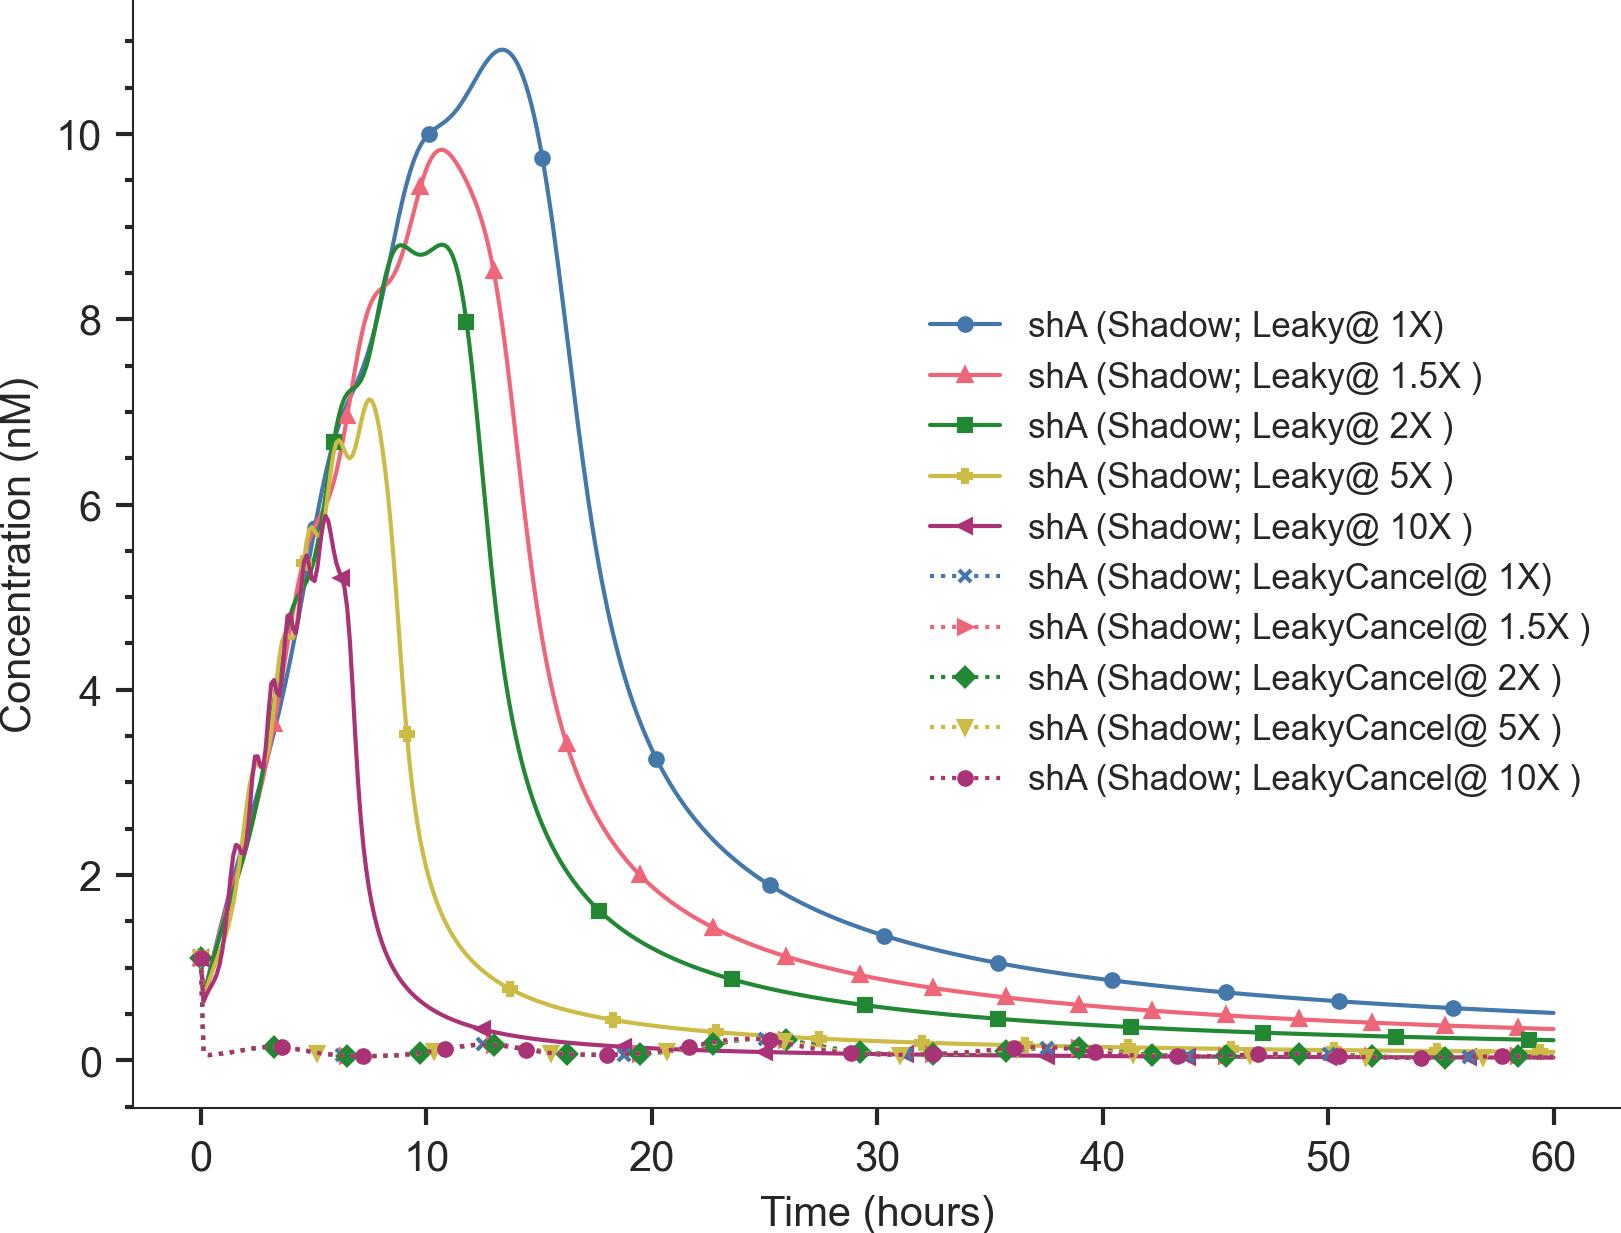 Concentration (nM)
10
8
6
4
2
0
shA (Shadow; Leaky@ 1X)
shA (Shadow; Leaky@ 1.5X )
shA (Shadow; Leaky@ 2X )
shA (Shadow; Leaky@ 5X )
shA (Shadow; Leaky@ 10X )
shA (Shadow; LeakyCancel@ 1X)
shA (Shadow; LeakyCancel@ 1.5X )
shA (Shadow; LeakyCancel@ 2X )
shA (Shadow; LeakyCancel@ 5X )
shA (Shadow; LeakyCancel@ 10X )
0 10 20 30 40 50 60
Time (hours)